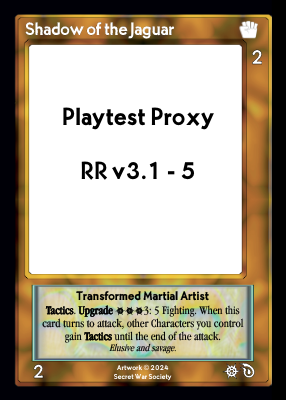 Shadow of the Jaguar
2
Playtest Proxy
RR v3.1 - 5
Transformed Martial Artist
Tactics. Upgrade 3: 5 Fighting. When this
card turns to attack, other Characters you control
gain Tactics until the end of the attack.
Elusive and savage.
2
Artwork © 2024
Secret War Society